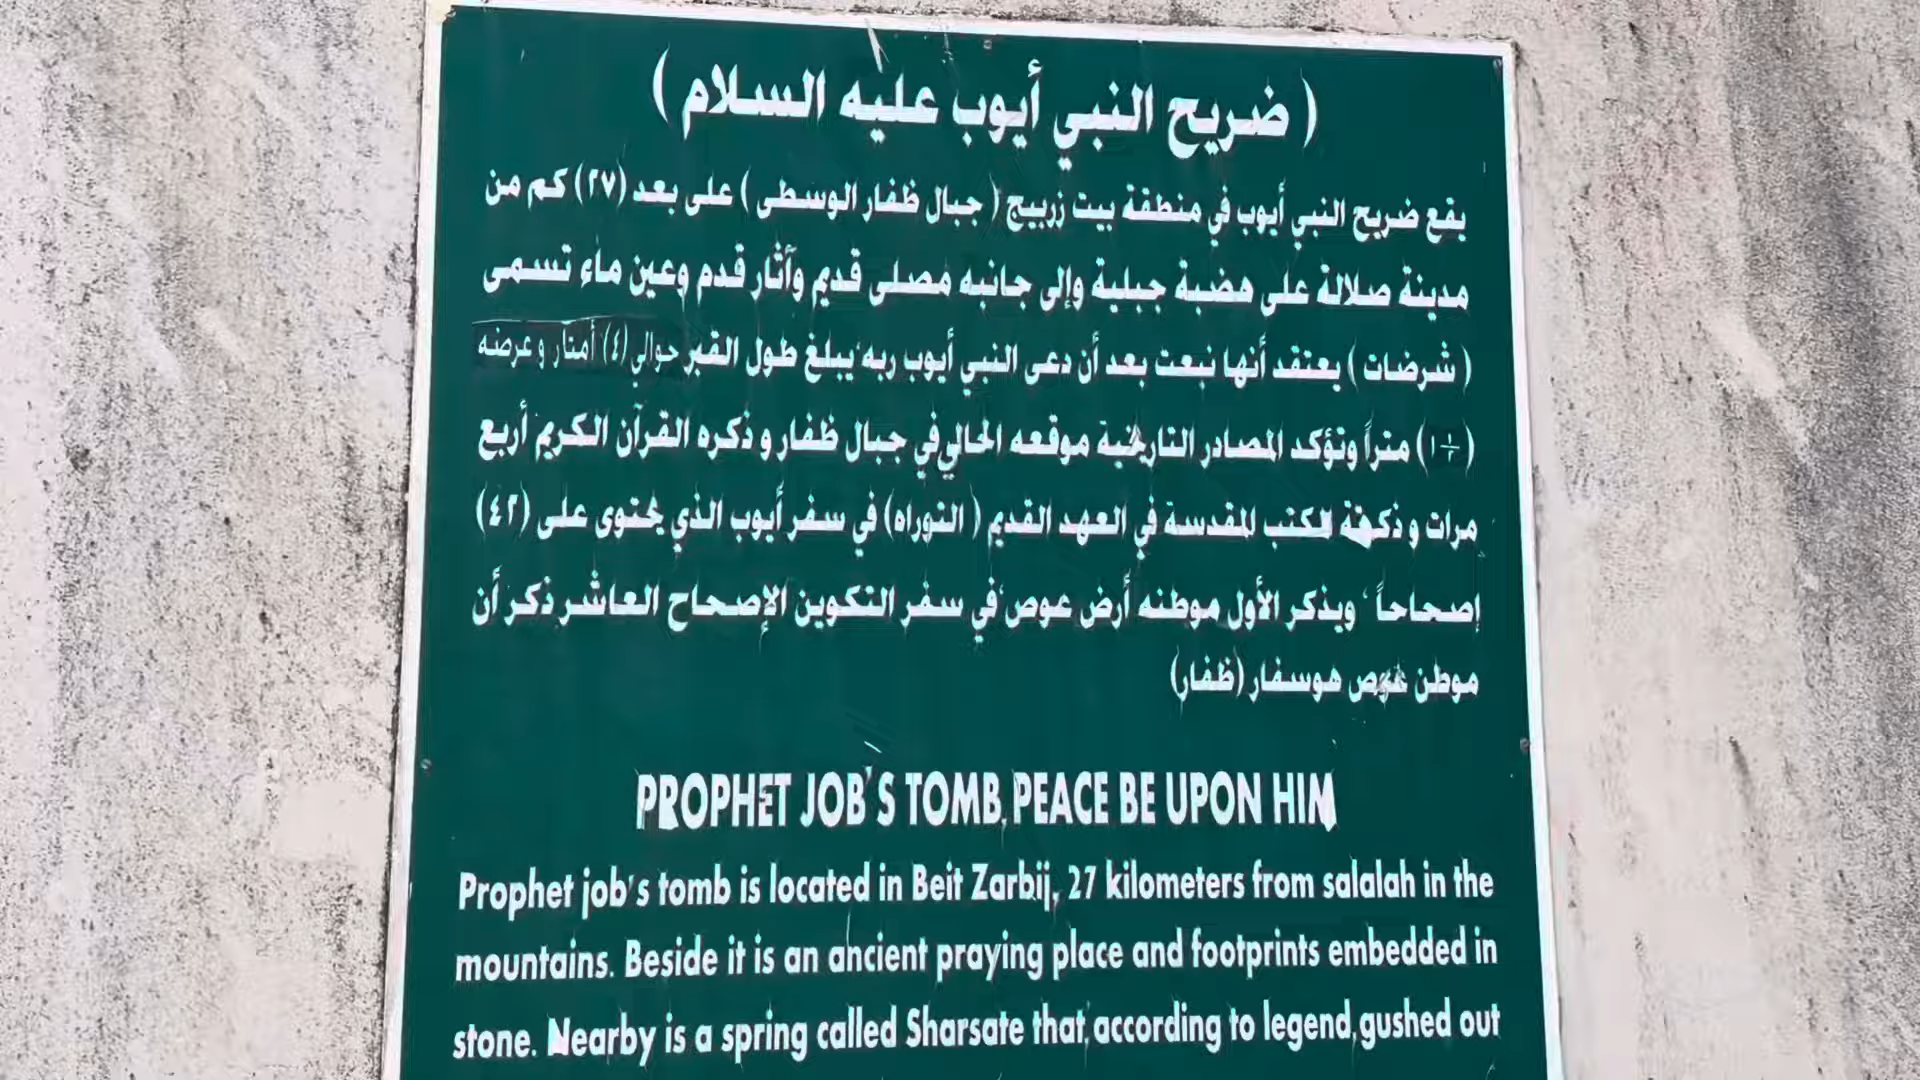 ( ضريح النبي أيوب عليه السلام )
يقع ضريح النبي أيوب في منطقة بيت زربيج ( جبال ظفار الوسطى ) على بعد (٢٧) كم من
مدينة صلالة على هضبة جبلية وإلى جانبه مصلى قديم وآثار قدم وعين ماء تسمى
( شرضات ) يعتقد أنها نبعت بعد أن دعى النبي أيوب ربه، يبلغ طول القبر حوالي (٤) أمتار وعرضه
متراً وتؤكد المصادر التاريخية موقعه الحالي في جبال ظفار و ذكره القرآن الكريم أربع
مرات و ذكرته الكتب المقدسة في العهد القديم ( التوراه) في سفر أيوب الذي يحتوى على (٤٢)
إصحاحاً ، ويذكر الأول موطنه أرض عوص، في سفر التكوين الإصحاح العاشر ذكر أن
موطن عوص هوسفار (ظفار)
PROPHET JOB'S TOMB, PEACE BE UPON HIM
Prophet job's tomb is located in Beit Zarbij, 27 kilometers from salalah in the
mountains. Beside it is an ancient praying place and footprints embedded in
stone. Nearby is a spring called Sharsate that, according to legend, gushed out